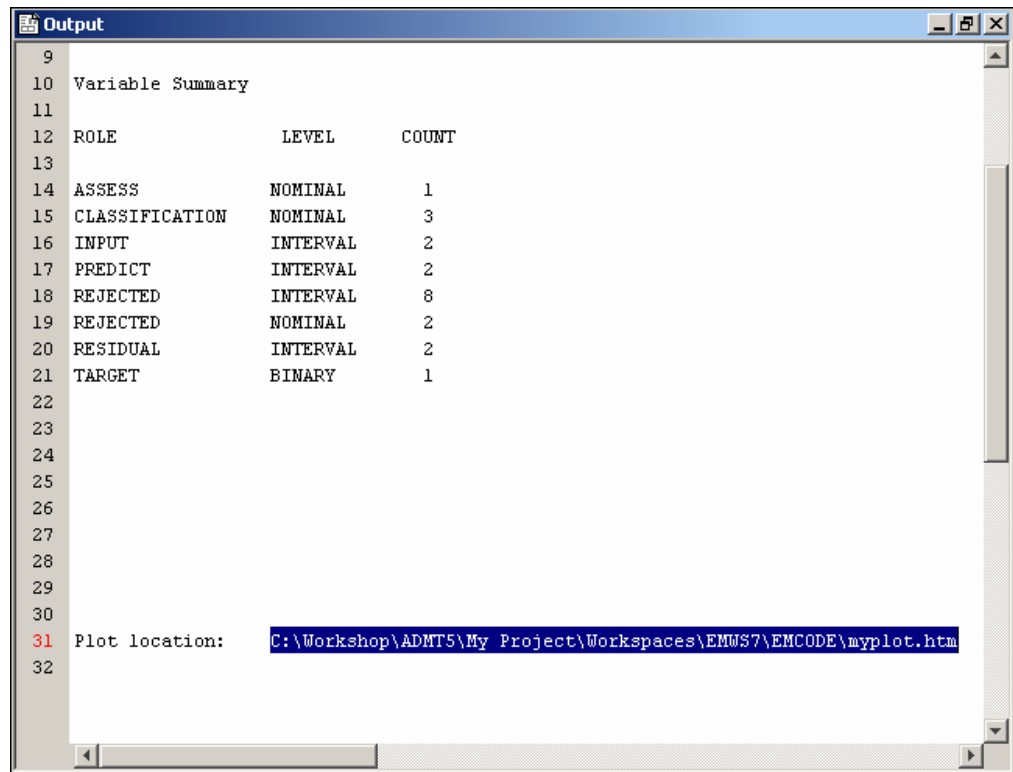 Output
9
10 Variable Summary
11
12 ROLE LEVEL COUNT
13
14 ASSESS NOMINAL 1
15 CLASSIFICATION NOMINAL 3
16 INPUT INTERVAL 2
17 PREDICT INTERVAL 2
18 REJECTED INTERVAL 8
19 REJECTED NOMINAL 2
20 RESIDUAL INTERVAL 2
21 TARGET BINARY 1
22
23
24
25
26
27
28
29
30
31 Plot location: C:\Workshop\ADMT5\My Project\Workspaces\EMWS7\EMCODE\myplot.htm
32